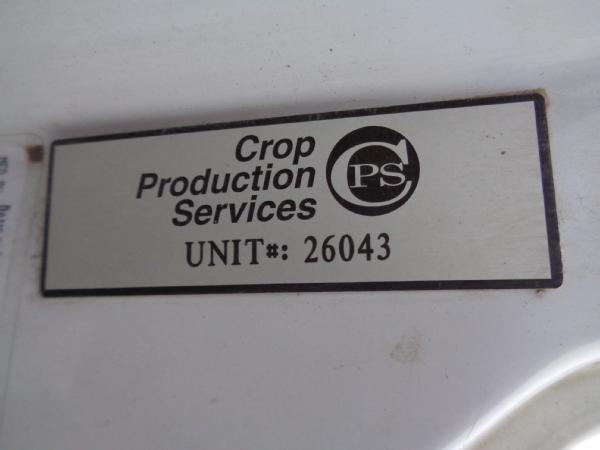 Crop
Production
Services
CPS
UNIT#: 26043